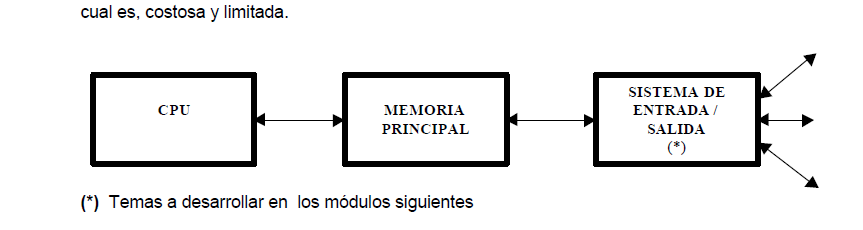 cual es, costosa y limitada.
CPU
MEMORIA
PRINCIPAL
SISTEMA DE
ENTRADA /
SALIDA
(*)
(*) Temas a desarrollar en los módulos siguientes